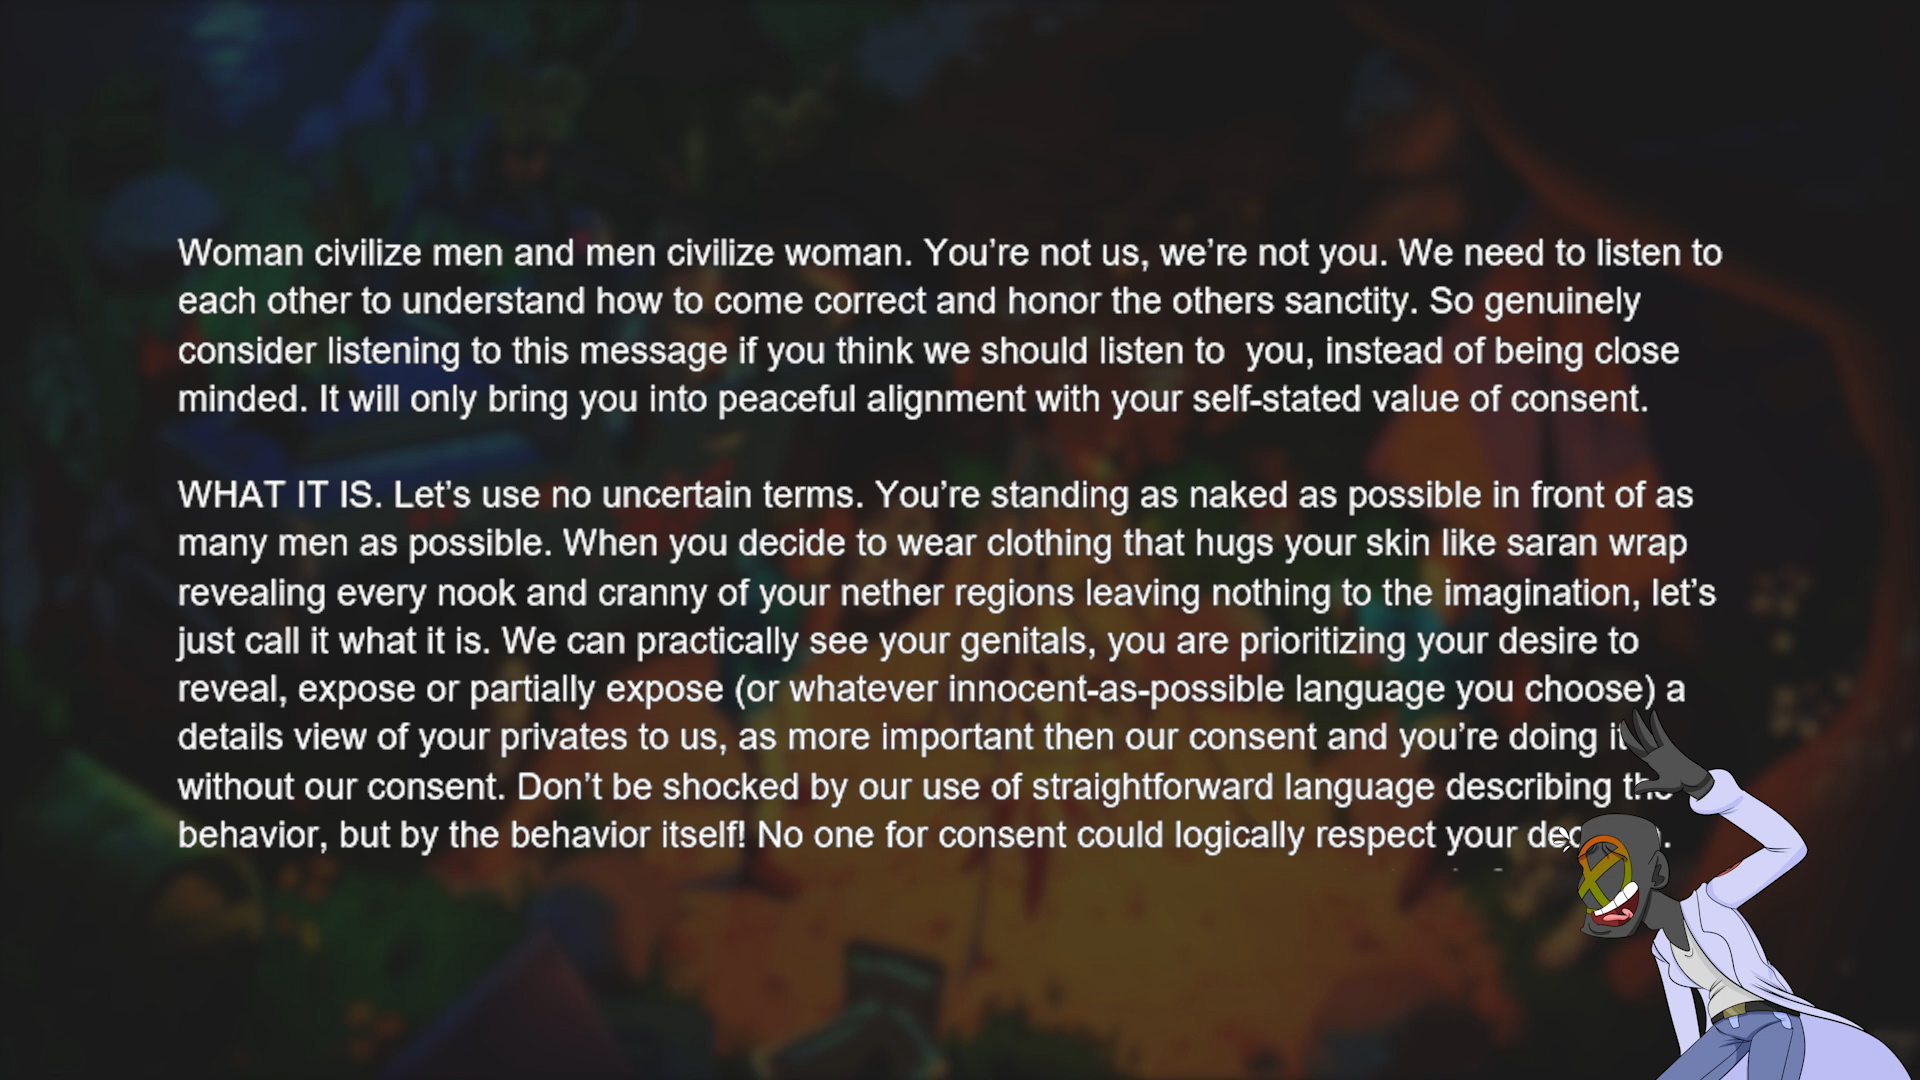 Woman civilize men and men civilize woman. You’re not us, we’re not you. We need to listen to
each other to understand how to come correct and honor the others sanctity. So genuinely
consider listening to this message if you think we should listen to  you, instead of being close
minded. It will only bring you into peaceful alignment with your self-stated value of consent.
WHAT IT IS. Let’s use no uncertain terms. You’re standing as naked as possible in front of as
many men as possible. When you decide to wear clothing that hugs your skin like saran wrap
revealing every nook and cranny of your nether regions leaving nothing to the imagination, let’s
just call it what it is. We can practically see your genitals, you are prioritizing your desire to
reveal, expose or partially expose (or whatever innocent-as-possible language you choose) a
details view of your privates to us, as more important then our consent and you’re doing it
without our consent. Don’t be shocked by our use of straightforward language describing the
behavior, but by the behavior itself! No one for consent could logically respect your